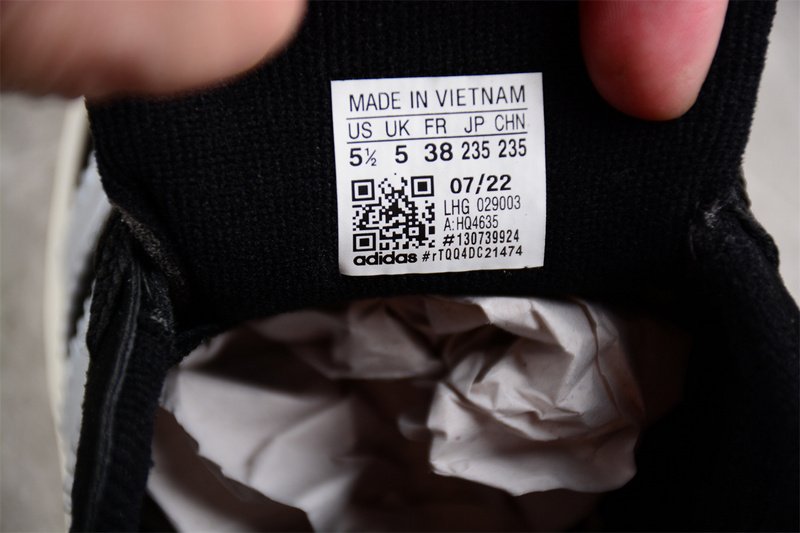 MADE IN VIETNAM
US UK FR JP CHN
5½ 5 38 235 235
07/22
LHG 029003
A:HQ4635
#130739924
adidas #rTQQ4DC21474